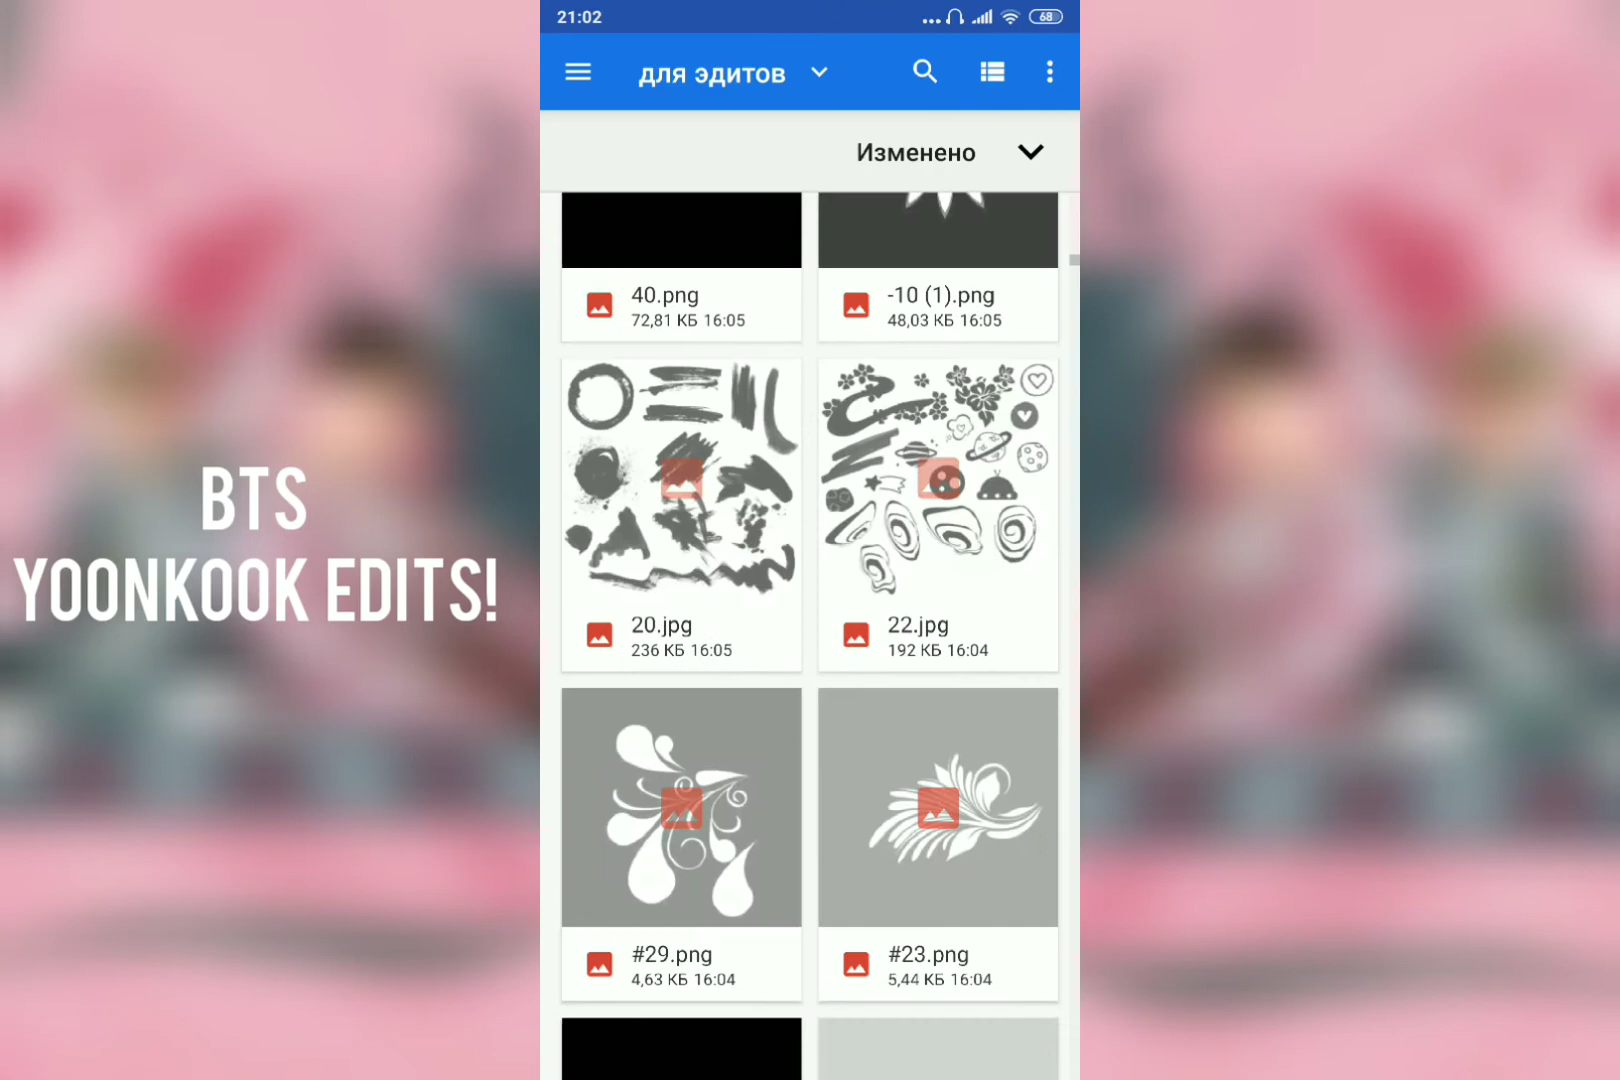 21:02
68
для эдитов
Изменено
40.png
72,81 КБ 16:05
-10 (1).png
48,03 КБ 16:05
BTS
YOONKOOK EDITS!
20.jpg
236 КБ 16:05
22.jpg
192 КБ 16:04
#29.png
4,63 КБ 16:04
#23.png
5,44 КБ 16:04